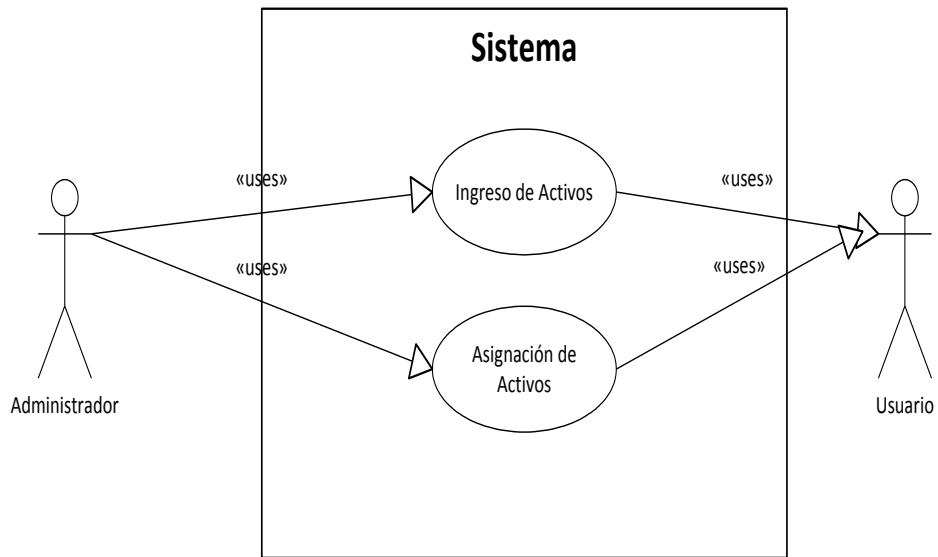 Sistema
«uses»
Ingreso de Activos
«uses»
«uses»
«uses»
Asignación de
Activos
Administrador
Usuario